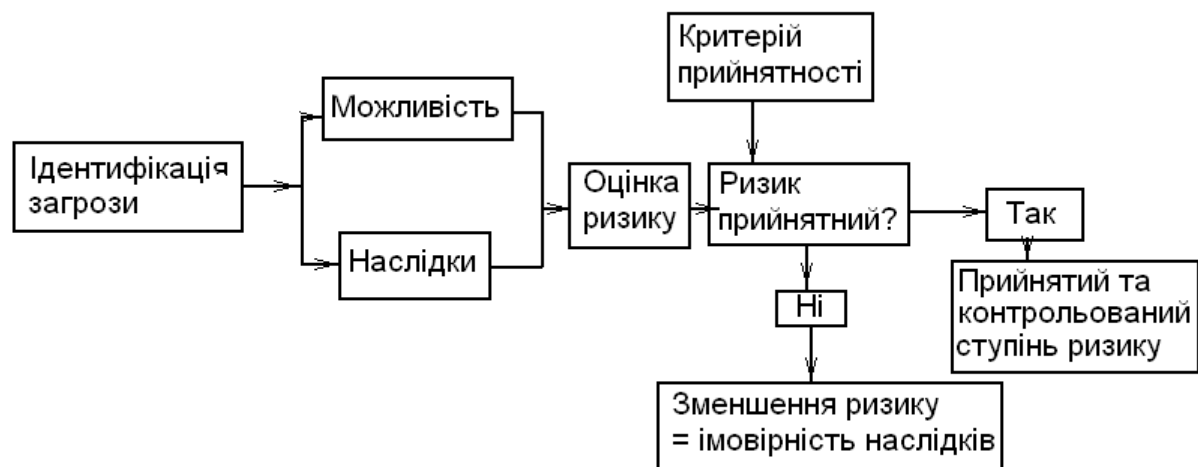 Критерій
прийнятності
Можливість
Ідентифікація
загрози
Оцінка
ризику
Ризик
прийнятний?
Так
Наслідки
Прийнятий та
контрольований
ступінь ризику
Ні
Зменшення ризику
= імовірність наслідків